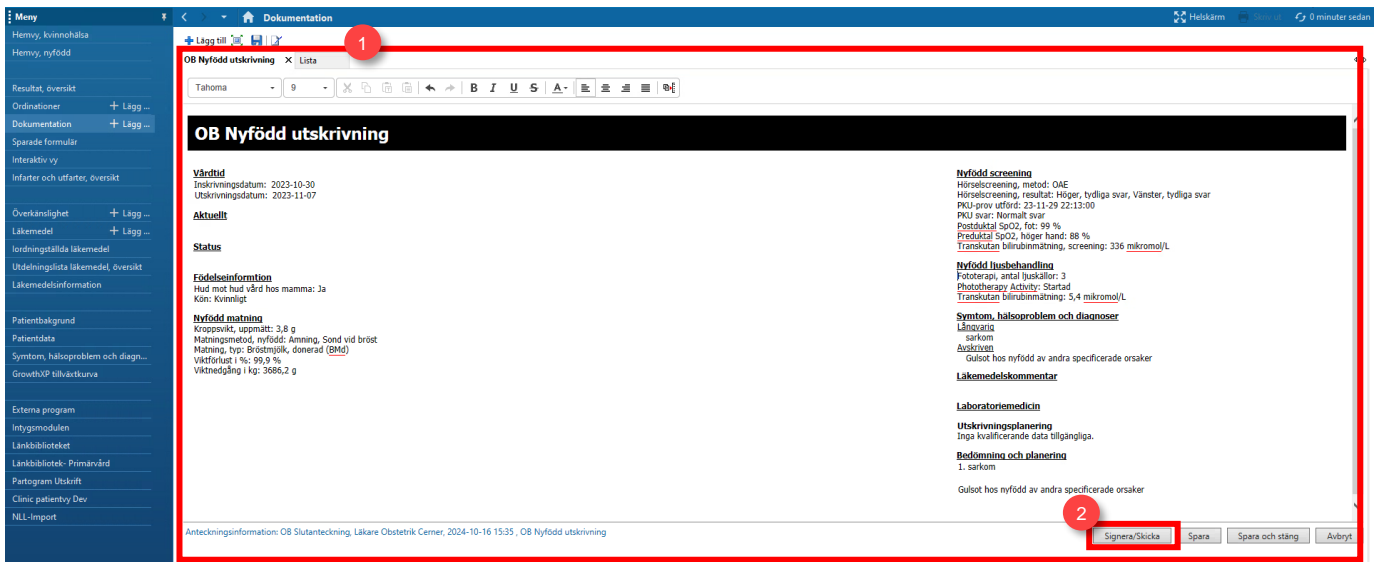 Meny
Hemvy, kvinnohälsa
Hemvy, nyfödd
Resultat, översikt
Ordinationer + Lägg ...
Dokumentation + Lägg ...
Sparade formulär
Interaktiv vy
Infarter och utfarter, översikt
Överkänslighet + Lägg ...
Läkemedel + Lägg ...
Iordningställda läkemedel
Utdelningslista läkemedel, översikt
Läkemedelsinformation
Patientbakgrund
Patientdata
Symtom, hälsoproblem och diagn...
GrowthXP tillväxtkurva
Externa program
Intygsmodulen
Länkbiblioteket
Länkbibliotek- Primärvård
Partogram Utskrift
Clinic patientvy Dev
NLL-Import
Dokumentation
Helskärm Skriv ut 0 minuter sedan
Lägg till
1
OB Nyfödd utskrivning X Lista
Tahoma 9 B I U S A
OB Nyfödd utskrivning
Vårdtid
Inskrivningsdatum: 2023-10-30
Utskrivningsdatum: 2023-11-07
Aktuellt
Status
Födelseinformtion
Hud mot hud vård hos mamma: Ja
Kön: Kvinnligt
Nyfödd matning
Kroppsvikt, uppmätt: 3,8 g
Matningsmetod, nyfödd: Amning, Sond vid bröst
Matning, typ: Bröstmjölk, donerad (BMd)
Viktförlust i %: 99,9 %
Viktnedgång i kg: 3686,2 g
Nyfödd screening
Hörselscreening, metod: OAE
Hörselscreening, resultat: Höger, tydliga svar, Vänster, tydliga svar
PKU-prov utförd: 23-11-29 22:13:00
PKU svar: Normalt svar
Postduktal SpO2, fot: 99 %
Preduktal SpO2, höger hand: 88 %
Transkutan bilirubinmätning, screening: 336 mikromol/L
Nyfödd ljusbehandling
Fototerapi, antal ljuskällor: 3
Phototherapy Activity: Startad
Transkutan bilirubinmätning: 5,4 mikromol/L
Symtom, hälsoproblem och diagnoser
Långvarig
sarkom
Avskriven
Gulsot hos nyfödd av andra specificerade orsaker
Läkemedelskommentar
Laboratoriemedicin
Utskrivningsplanering
Inga kvalificerande data tillgängliga.
Bedömning och planering
1. sarkom
Gulsot hos nyfödd av andra specificerade orsaker
2
Anteckningsinformation: OB Slutanteckning, Läkare Obstetrik Cerner, 2024-10-16 15:35 , OB Nyfödd utskrivning
Signera/Skicka Spara Spara och stäng Avbryt